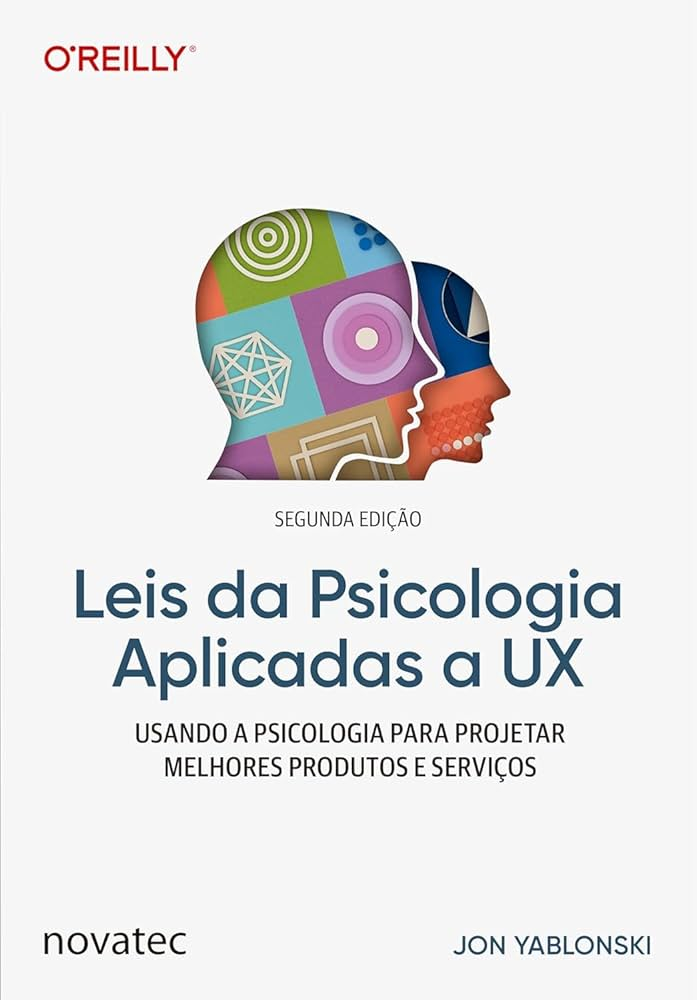 O'REILLY®
SEGUNDA EDIÇÃO
Leis da Psicologia
Aplicadas a UX
USANDO A PSICOLOGIA PARA PROJETAR
MELHORES PRODUTOS E SERVIÇOS
novatec
JON YABLONSKI